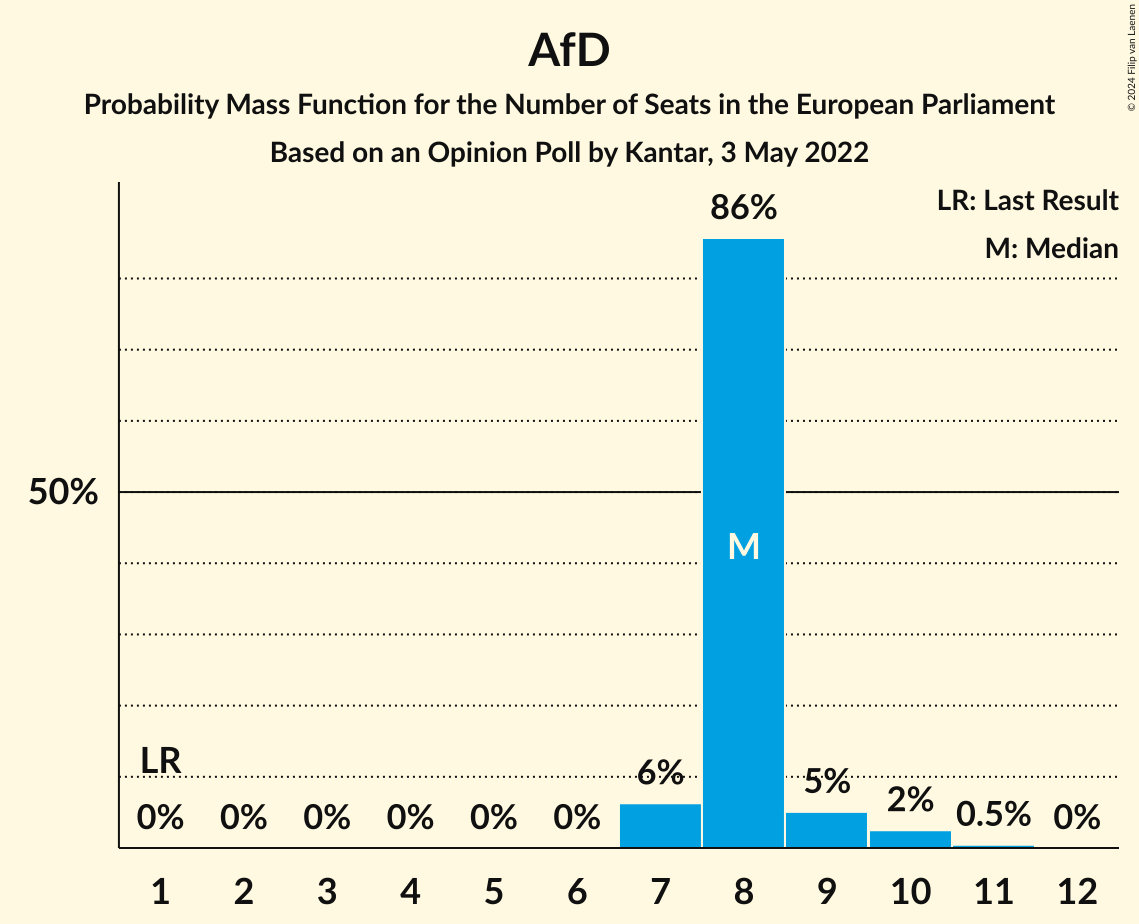 AfD
Probability Mass Function for the Number of Seats in the European Parliament
Based on an Opinion Poll by Kantar, 3 May 2022
© 2024 Filip van Laenen
LR: Last Result
M: Median
86%
50%
M
LR
0% 0% 0% 0% 0% 0% 6% 5% 2% 0.5% 0%
1 2 3 4 5 6 7 8 9 10 11 12